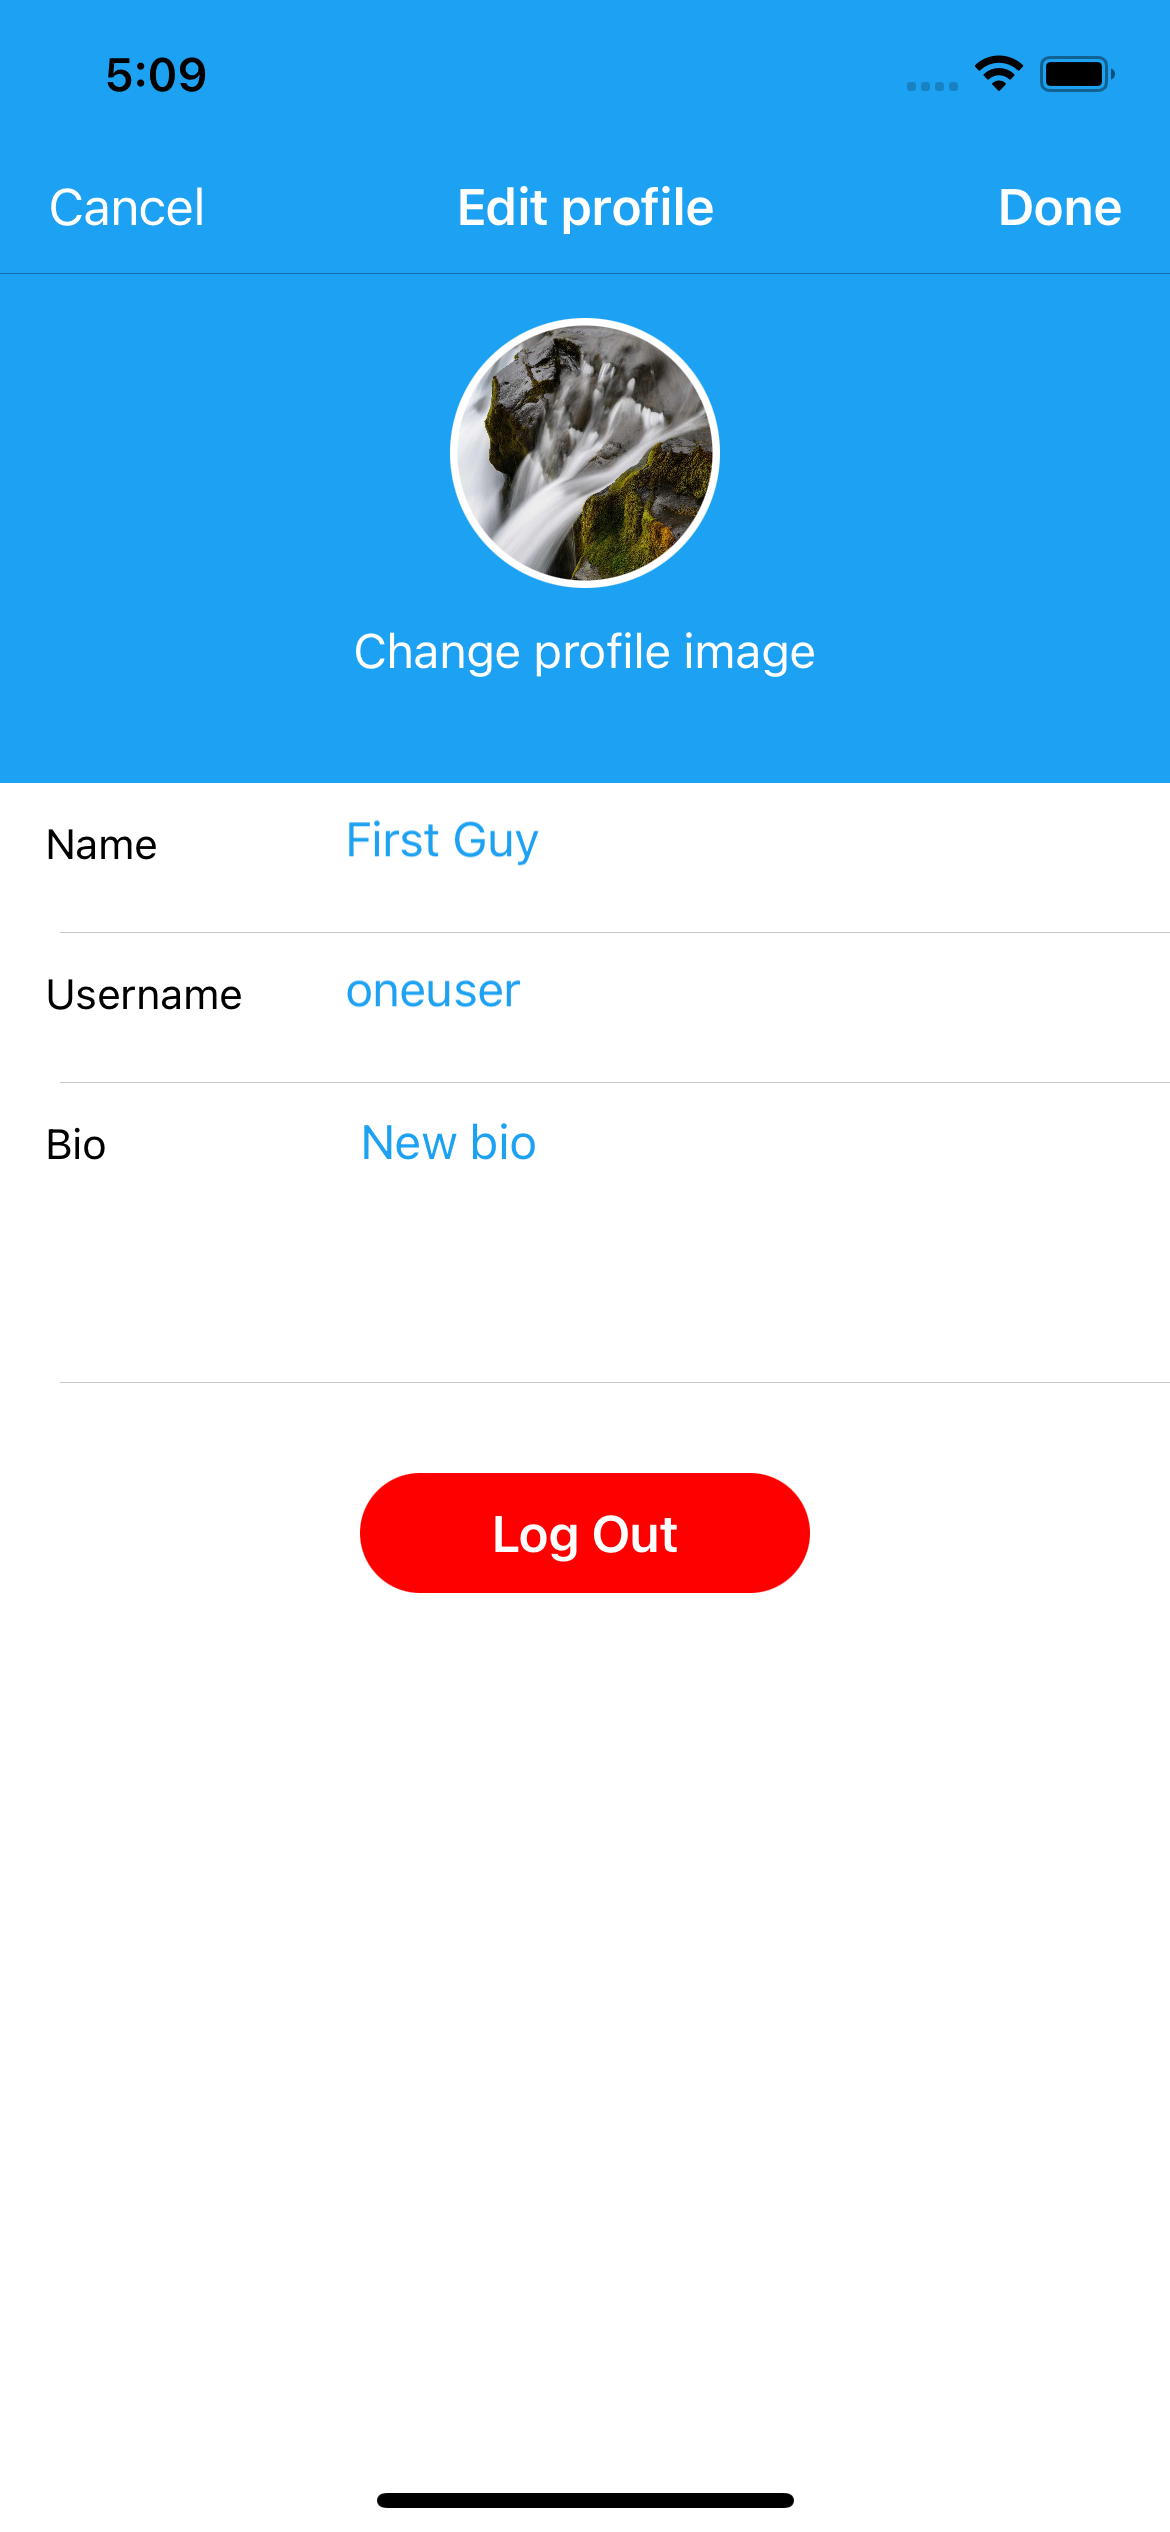 5:09
Cancel Edit profile Done
Change profile image
Name First Guy
Username oneuser
Bio New bio
Log Out